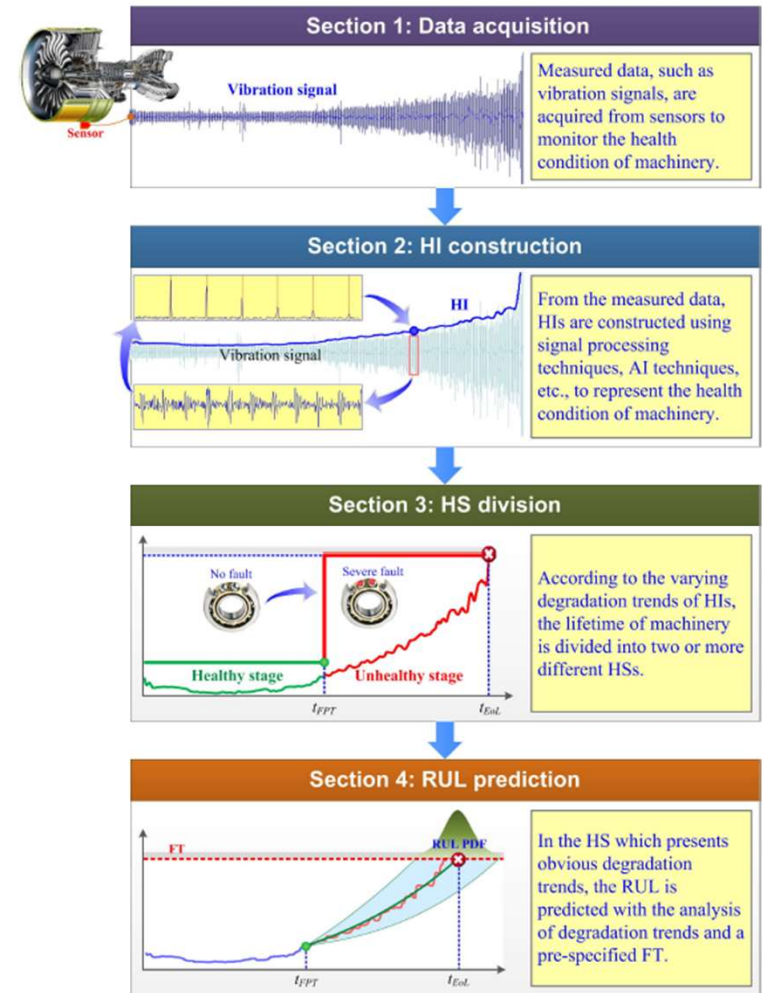 Section 1: Data acquisition
Vibration signal
Sensor
Measured data, such as
vibration signals, are
acquired from sensors to
monitor the health
condition of machinery.
Section 2: HI construction
HI
Vibration signal
From the measured data,
HIs are constructed using
signal processing
techniques, AI techniques,
etc., to represent the health
condition of machinery.
Section 3: HS division
No fault
Severe fault
Healthy stage
Unhealthy stage
tFPT
tEoL
According to the varying
degradation trends of HIs,
the lifetime of machinery
is divided into two or more
different HSs.
Section 4: RUL prediction
FT
RUL PDF
tFPT
tEoL
In the HS which presents
obvious degradation
trends, the RUL is
predicted with the analysis
of degradation trends and a
pre-specified FT.